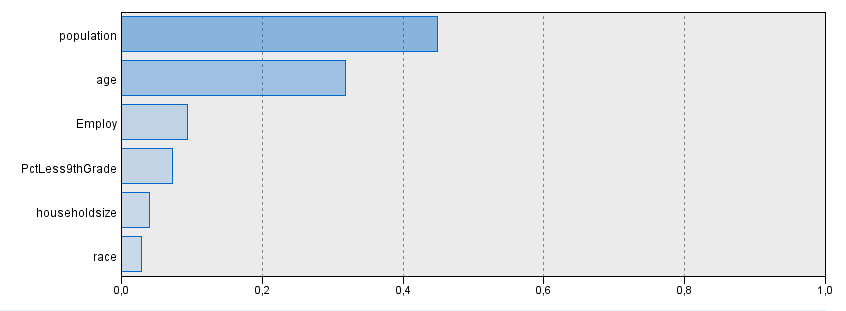 population
age
Employ
PctLess9thGrade
householdsize
race
0,0 0,2 0,4 0,6 0,8 1,0